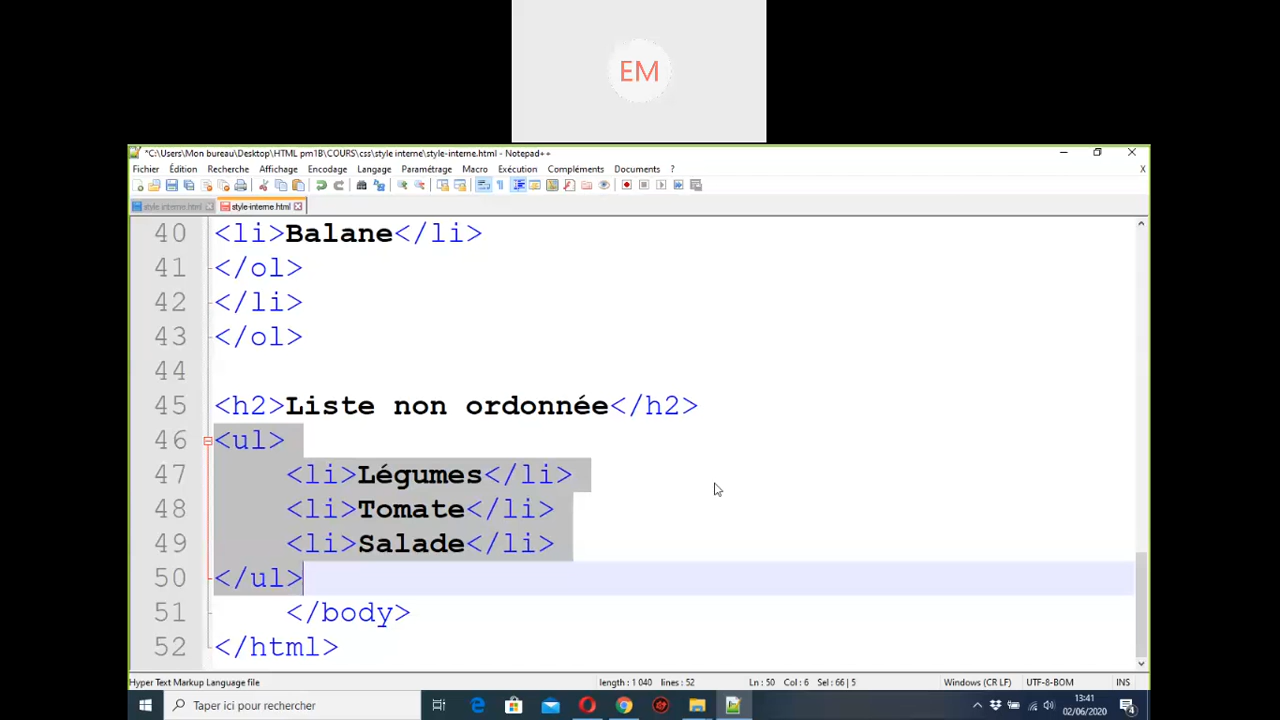 EM
*C:\Users\Mon bureau\Desktop\HTML pm1B\COURS\css\style interne\style-interne.html - Notepad++
Fichier Édition Recherche Affichage Encodage Langage Paramétrage Macro Exécution Compléments Documents ? X
style interne.html style-interne.html
40 <li>Balane</li>
41 </ol>
42 </li>
43 </ol>
44
45 <h2>Liste non ordonnée</h2>
46 <ul>
47 <li>Légumes</li>
48 <li>Tomate</li>
49 <li>Salade</li>
50 </ul>
51 </body>
52 </html>
Hyper Text Markup Language file length : 1 040 lines : 52 Ln : 50 Col : 6 Sel : 66 | 5 Windows (CR LF) UTF-8-BOM INS
Taper ici pour rechercher
13:41
02/06/2020
4